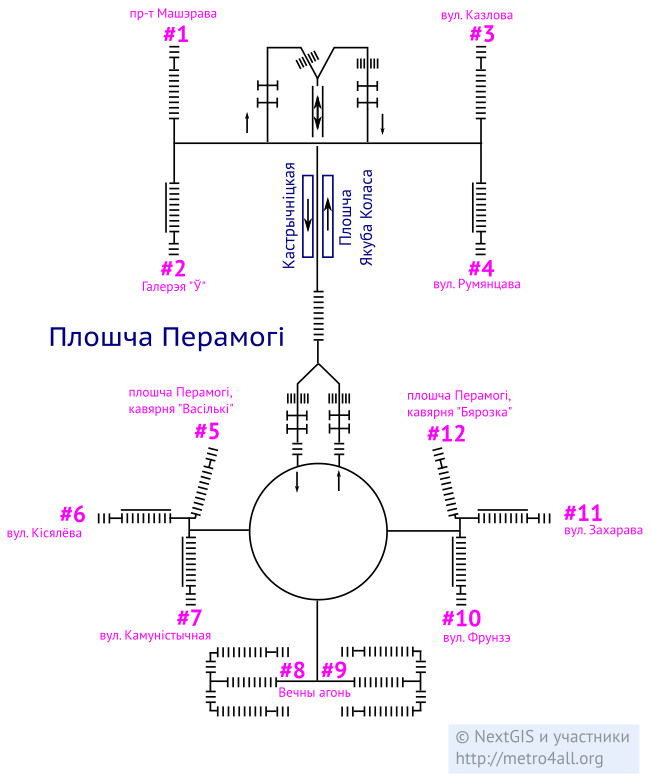 пр-т Машэрава
#1
вул. Казлова
#3
Кастрычніцкая
Плошча
Якуба Коласа
#2
Галерэя "Ў"
#4
вул. Румянцава
Плошча Перамогі
плошча Перамогі,
кавярня "Васількі"
#5
плошча Перамогі,
кавярня "Бярозка"
#12
#6
вул. Кісялёва
#11
вул. Захарава
#7
вул. Камуністычная
#10
вул. Фрунзэ
#8 #9
Вечны агонь
© NextGIS и участники
http://metro4all.org